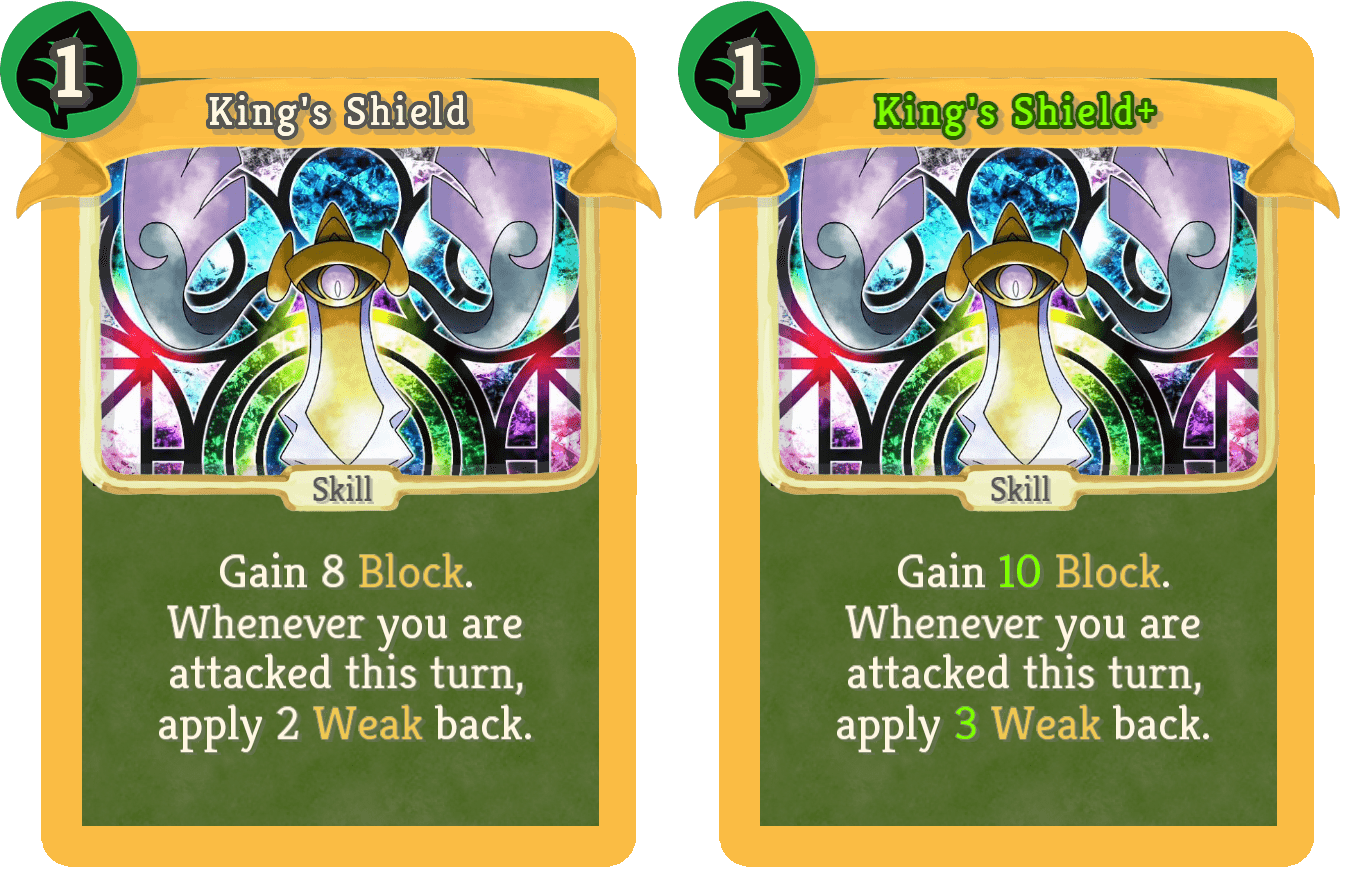 1
King's Shield
Skill
Gain 8 Block.
Whenever you are
attacked this turn,
apply 2 Weak back.
1
King's Shield+
Skill
Gain 10 Block.
Whenever you are
attacked this turn,
apply 3 Weak back.